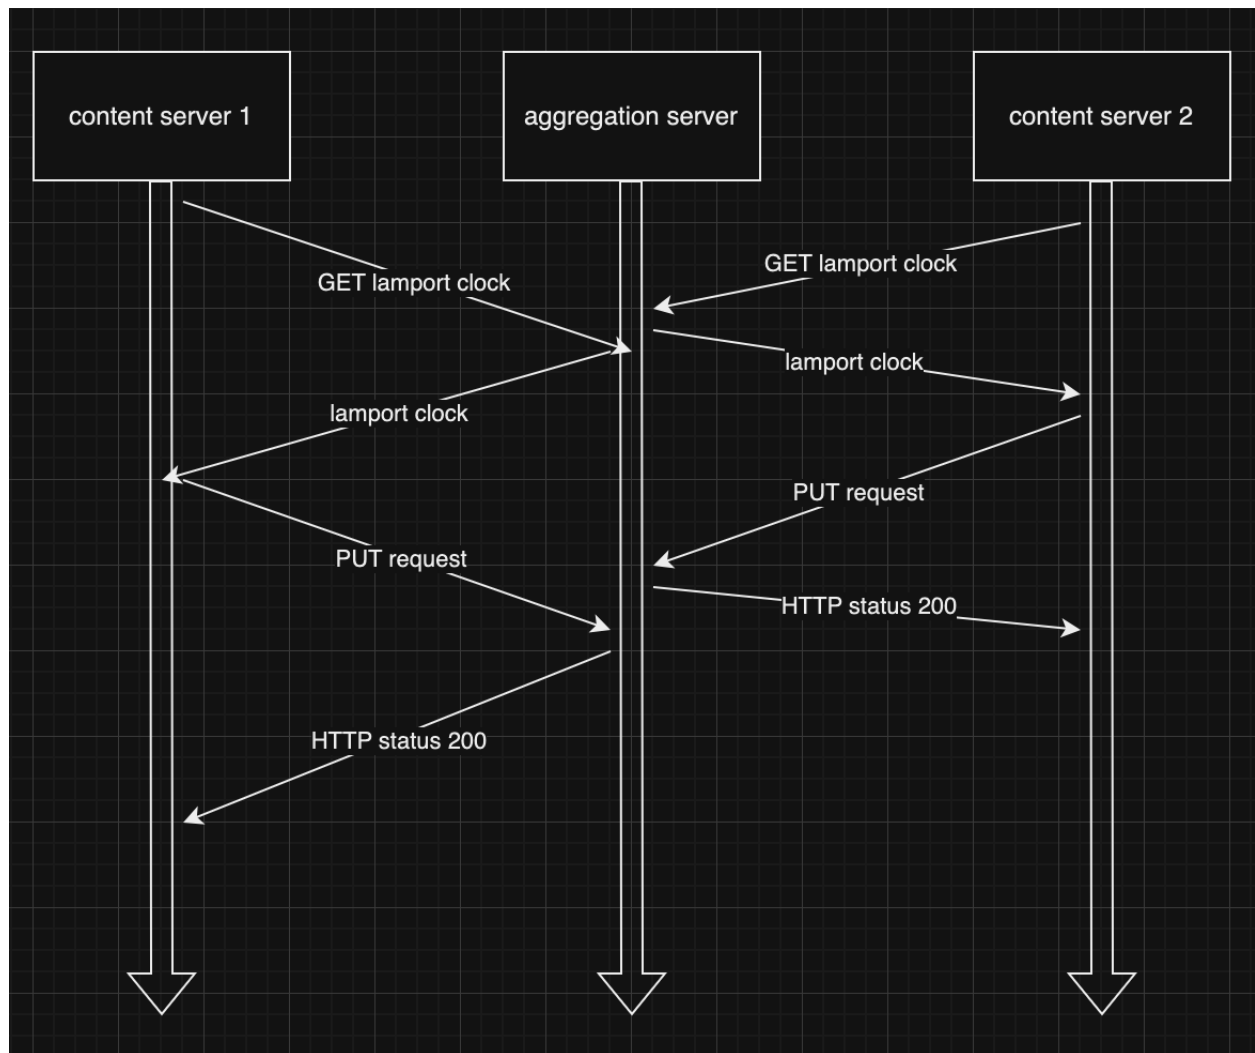 content server 1
aggregation server
content server 2
GET lamport clock
GET lamport clock
lamport clock
lamport clock
PUT request
PUT request
HTTP status 200
HTTP status 200